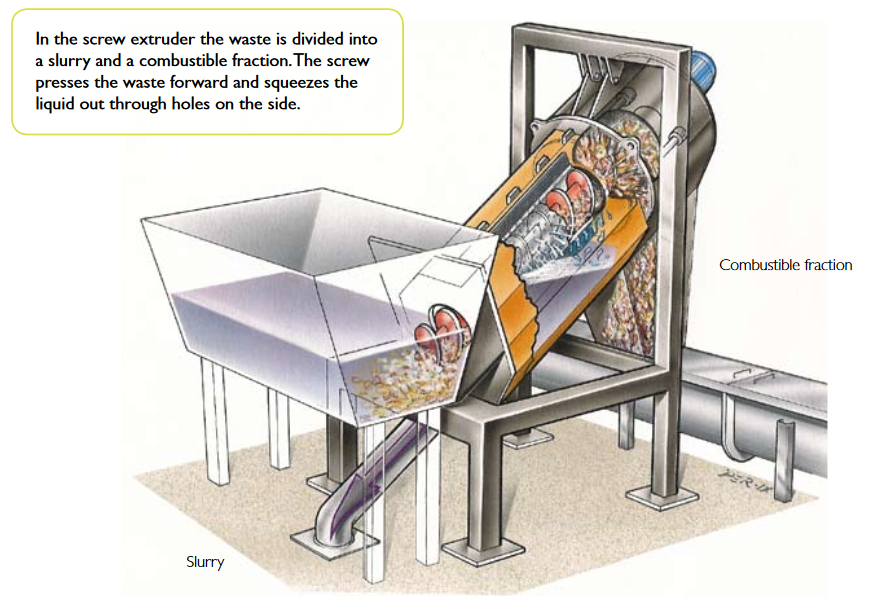 In the screw extruder the waste is divided into
a slurry and a combustible fraction. The screw
presses the waste forward and squeezes the
liquid out through holes on the side.
Combustible fraction
Slurry